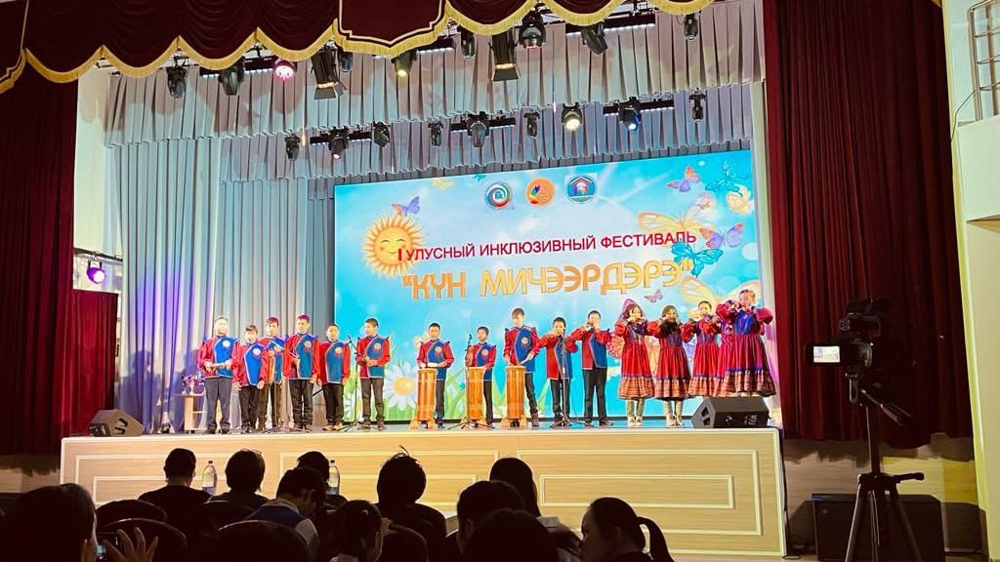 I УЛУСНЫЙ ИНКЛЮЗИВНЫЙ ФЕСТИВАЛЬ
"КҮН МИЧЭЭРДЭРЭ"